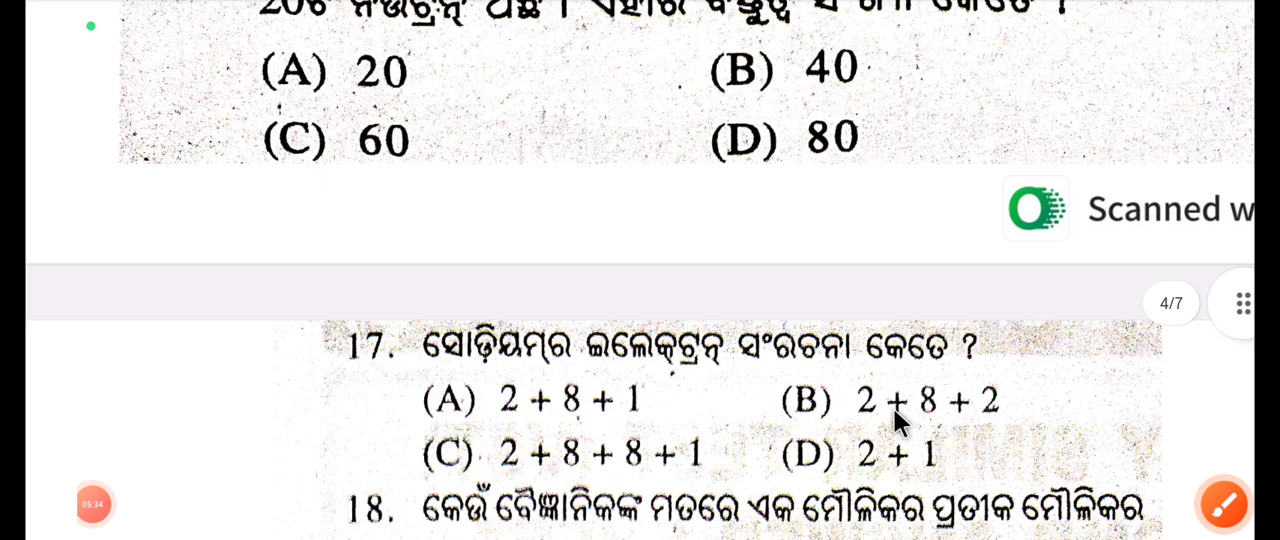 (A) 20 (B) 40
(C) 60 (D) 80
Scanned w
4/7
17. ସୋଡ଼ିୟମ୍‌ର ଇଲେକ୍ଟ୍ରନ୍ ସଂରଚନା କେତେ ?
(A) 2 + 8 + 1 (B) 2 + 8 + 2
(C) 2 + 8 + 8 + 1 (D) 2 + 1
05:34
18. କେଉଁ ବୈଜ୍ଞାନିକଙ୍କ ମତରେ ଏକ ମୌଳିକର ପ୍ରତୀକ ମୌଳିକର